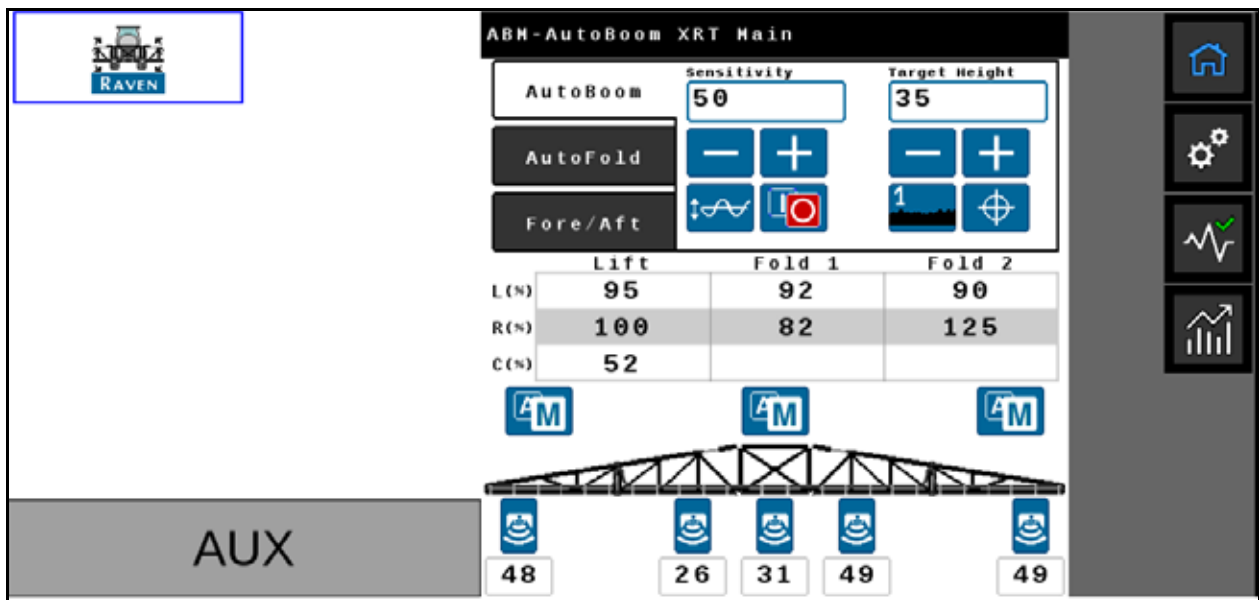 RAVEN
ABM-AutoBoom XRT Main
AutoBoom
Sensitivity
50
Target Height
35
AutoFold
1
Fore/Aft
Lift Fold 1 Fold 2
L(%) 95 92 90
R(%) 100 82 125
C(%) 52
A M A M A M
AUX
48 26 31 49 49